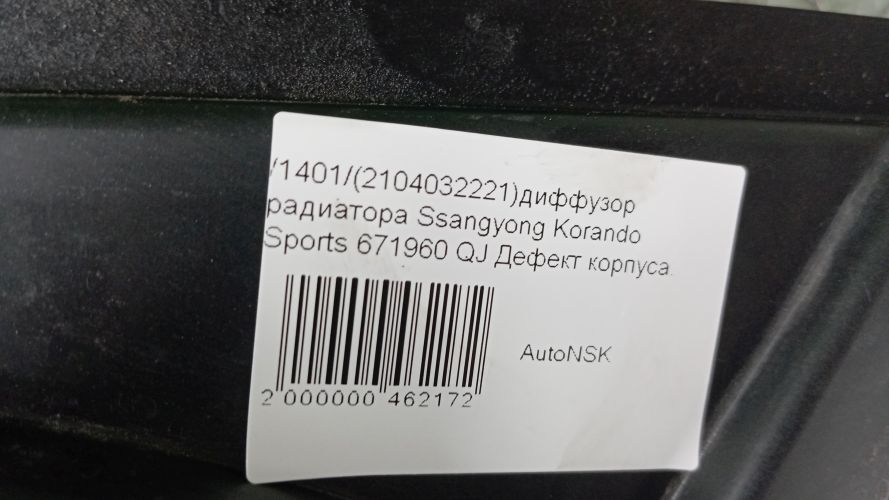 /1401/(2104032221)диффузор
радиатора Ssangyong Korando
Sports 671960 QJ Дефект корпуса.
AutoNSK
2 000000 462172